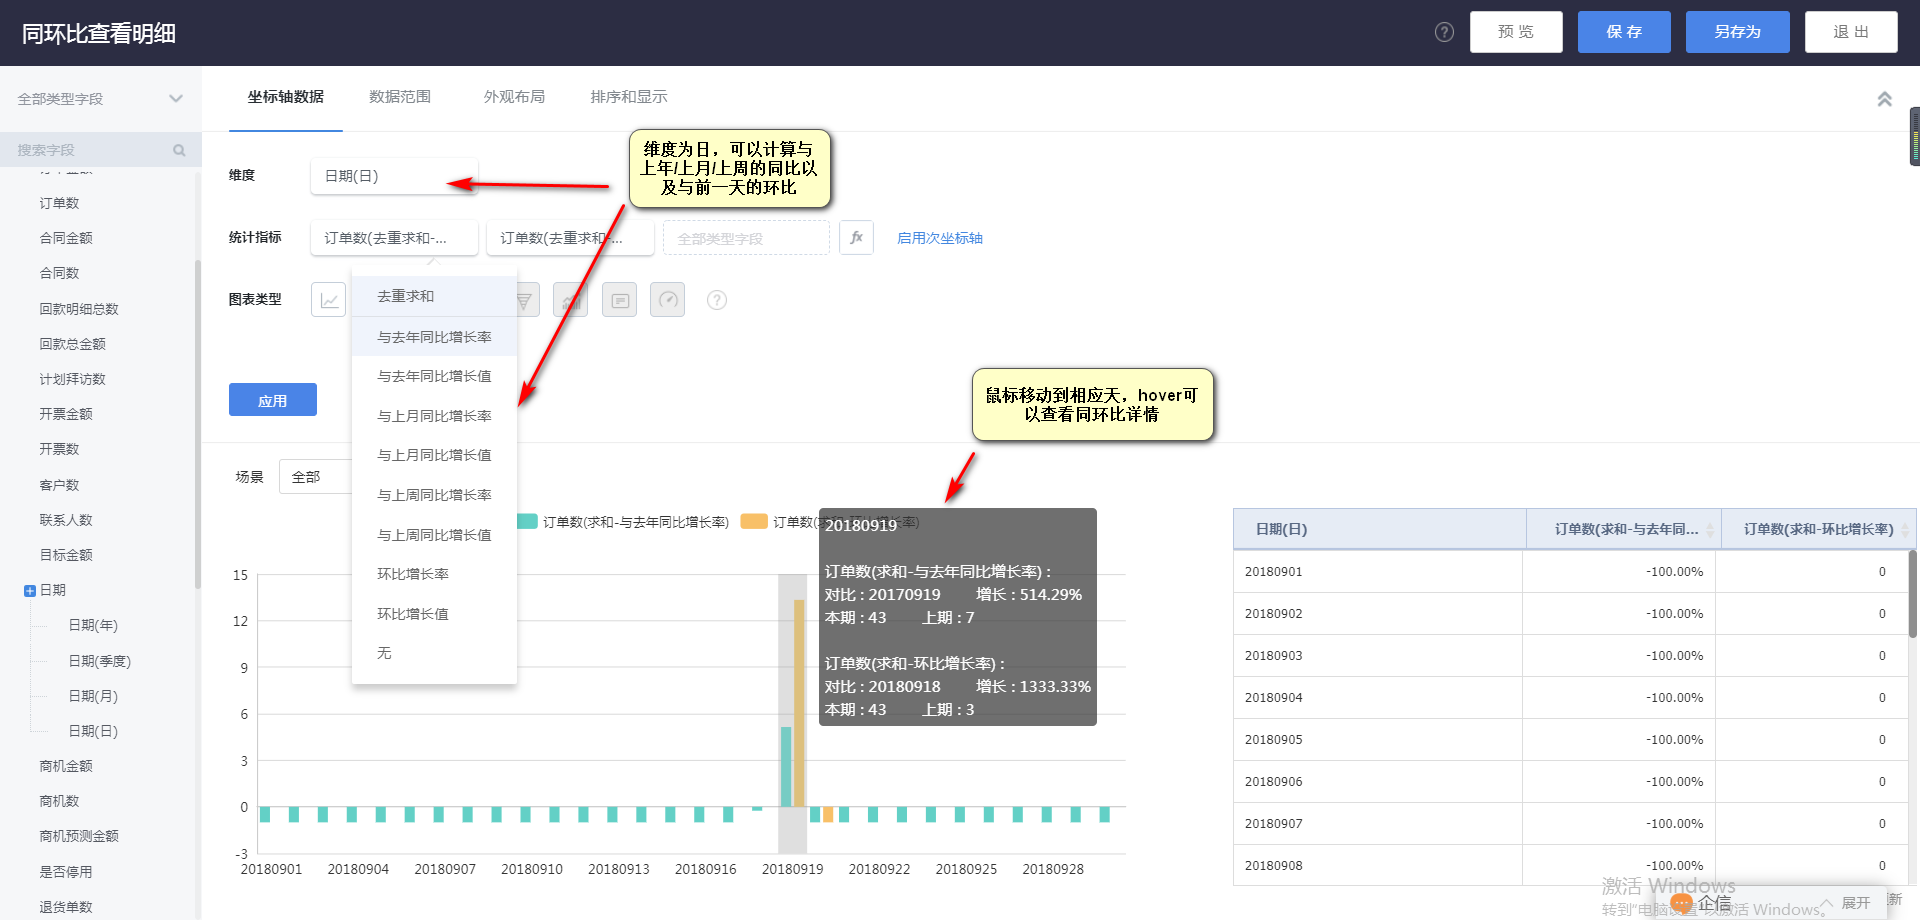 同环比查看明细
?
预 览
保 存
另存为
退 出
全部类型字段
坐标轴数据
数据范围
外观布局
排序和显示
搜索字段
订单数
合同金额
合同数
回款明细总数
回款总金额
计划拜访数
开票金额
开票数
客户数
联系人数
目标金额
日期
日期(年)
日期(季度)
日期(月)
日期(日)
商机金额
商机数
商机预测金额
是否停用
退货单数
维度
日期(日)
维度为日，可以计算与
上年/上月/上周的同比以
及与前一天的环比
统计指标
订单数(去重求和-...
订单数(去重求和-...
全部类型字段
fx
启用次坐标轴
图表类型
?
去重求和
与去年同比增长率
与去年同比增长值
与上月同比增长率
与上月同比增长值
与上周同比增长率
与上周同比增长值
环比增长率
环比增长值
无
应用
鼠标移动到相应天，hover可
以查看同环比详情
场景
全部
订单数(求和-与去年同比增长率)
订单数(求和-环比增长率)
20180919
订单数(求和-与去年同比增长率) :
对比 : 20170919 增长 : 514.29%
本期 : 43 上期 : 7
订单数(求和-环比增长率) :
对比 : 20180918 增长 : 1333.33%
本期 : 43 上期 : 3
15
12
9
6
3
0
-3
20180901
20180904
20180907
20180910
20180913
20180916
20180919
20180922
20180925
20180928
日期(日) 订单数(求和-与去年同... 订单数(求和-环比增长率)
20180901 -100.00% 0
20180902 -100.00% 0
20180903 -100.00% 0
20180904 -100.00% 0
20180905 -100.00% 0
20180906 -100.00% 0
20180907 -100.00% 0
20180908 -100.00% 0
激活 Windows
转到"电脑设置"以激活 Windows。
企信
展开
新